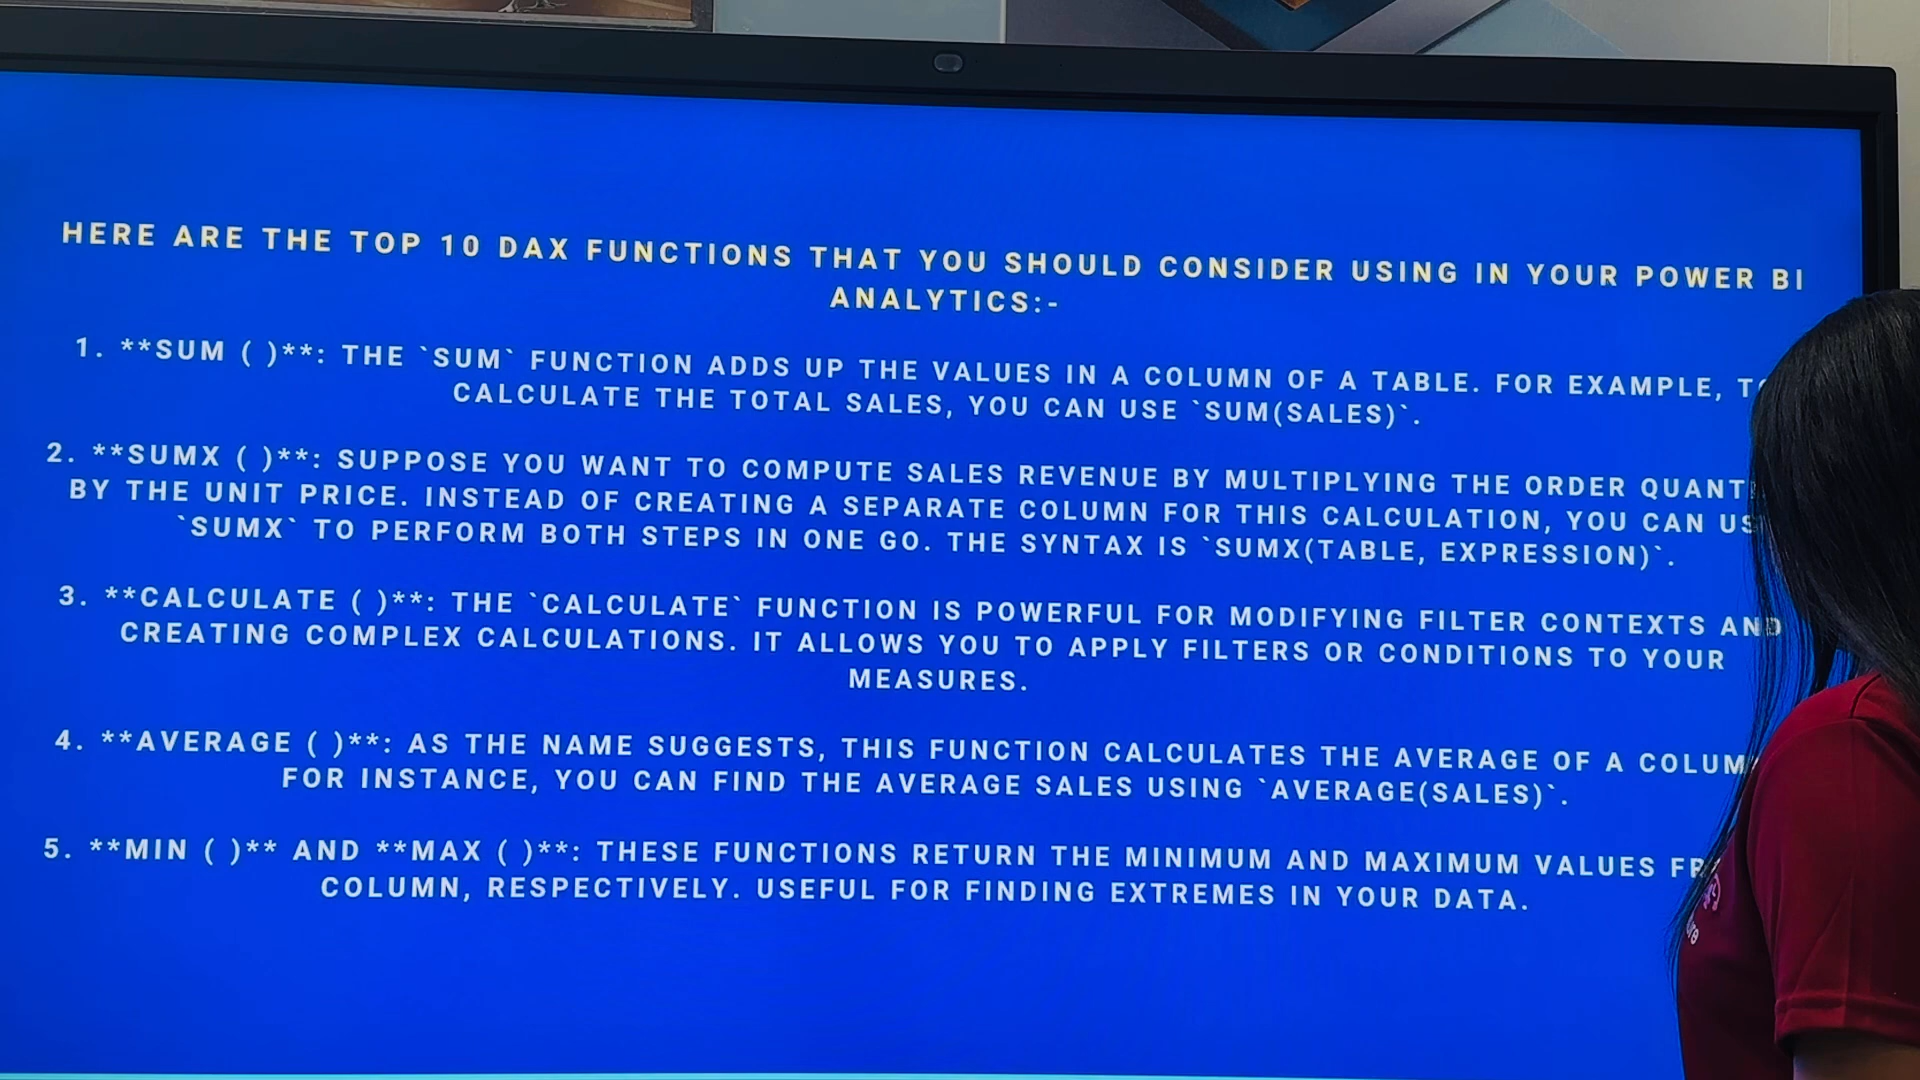 HERE ARE THE TOP 10 DAX FUNCTIONS THAT YOU SHOULD CONSIDER USING IN YOUR POWER BI
ANALYTICS:-
1. **SUM ( )**: THE `SUM` FUNCTION ADDS UP THE VALUES IN A COLUMN OF A TABLE. FOR EXAMPLE, TO
CALCULATE THE TOTAL SALES, YOU CAN USE `SUM(SALES)`.
2. **SUMX ( )**: SUPPOSE YOU WANT TO COMPUTE SALES REVENUE BY MULTIPLYING THE ORDER
BY THE UNIT PRICE. INSTEAD OF CREATING A SEPARATE COLUMN FOR THIS CALCULATION, YOU CAN
`SUMX` TO PERFORM BOTH STEPS IN ONE GO. THE SYNTAX IS `SUMX(TABLE, EXPRESSION)`.
3. **CALCULATE ( )**: THE `CALCULATE` FUNCTION IS POWERFUL FOR MODIFYING FILTER CONTEXTS AND
CREATING COMPLEX CALCULATIONS. IT ALLOWS YOU TO APPLY FILTERS OR CONDITIONS TO YOUR
MEASURES.
4. **AVERAGE ( )**: AS THE NAME SUGGESTS, THIS FUNCTION CALCULATES THE AVERAGE OF A
FOR INSTANCE, YOU CAN FIND THE AVERAGE SALES USING `AVERAGE(SALES)`.
5. **MIN ( )** AND **MAX ( )**: THESE FUNCTIONS RETURN THE MINIMUM AND MAXIMUM VALUES
COLUMN, RESPECTIVELY. USEFUL FOR FINDING EXTREMES IN YOUR DATA.